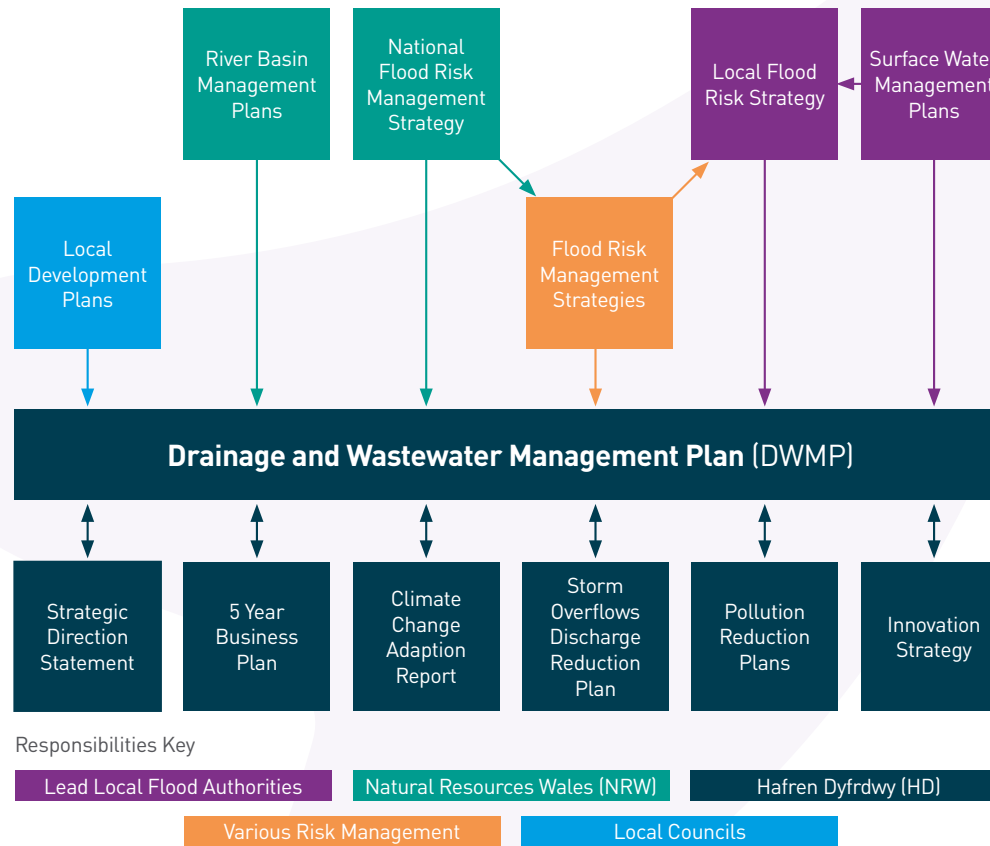 River Basin
Management
Plans
National
Flood Risk
Management
Strategy
Local Flood
Risk Strategy
Surface Water
Management
Plans
Local
Development
Plans
Flood Risk
Management
Strategies
Drainage and Wastewater Management Plan (DWMP)
Strategic
Direction
Statement
5 Year
Business
Plan
Climate
Change
Adaption
Report
Storm
Overflows
Discharge
Reduction
Plan
Pollution
Reduction
Plans
Innovation
Strategy
Responsibilities Key
Lead Local Flood Authorities
Natural Resources Wales (NRW)
Hafren Dyfrdwy (HD)
Various Risk Management
Local Councils